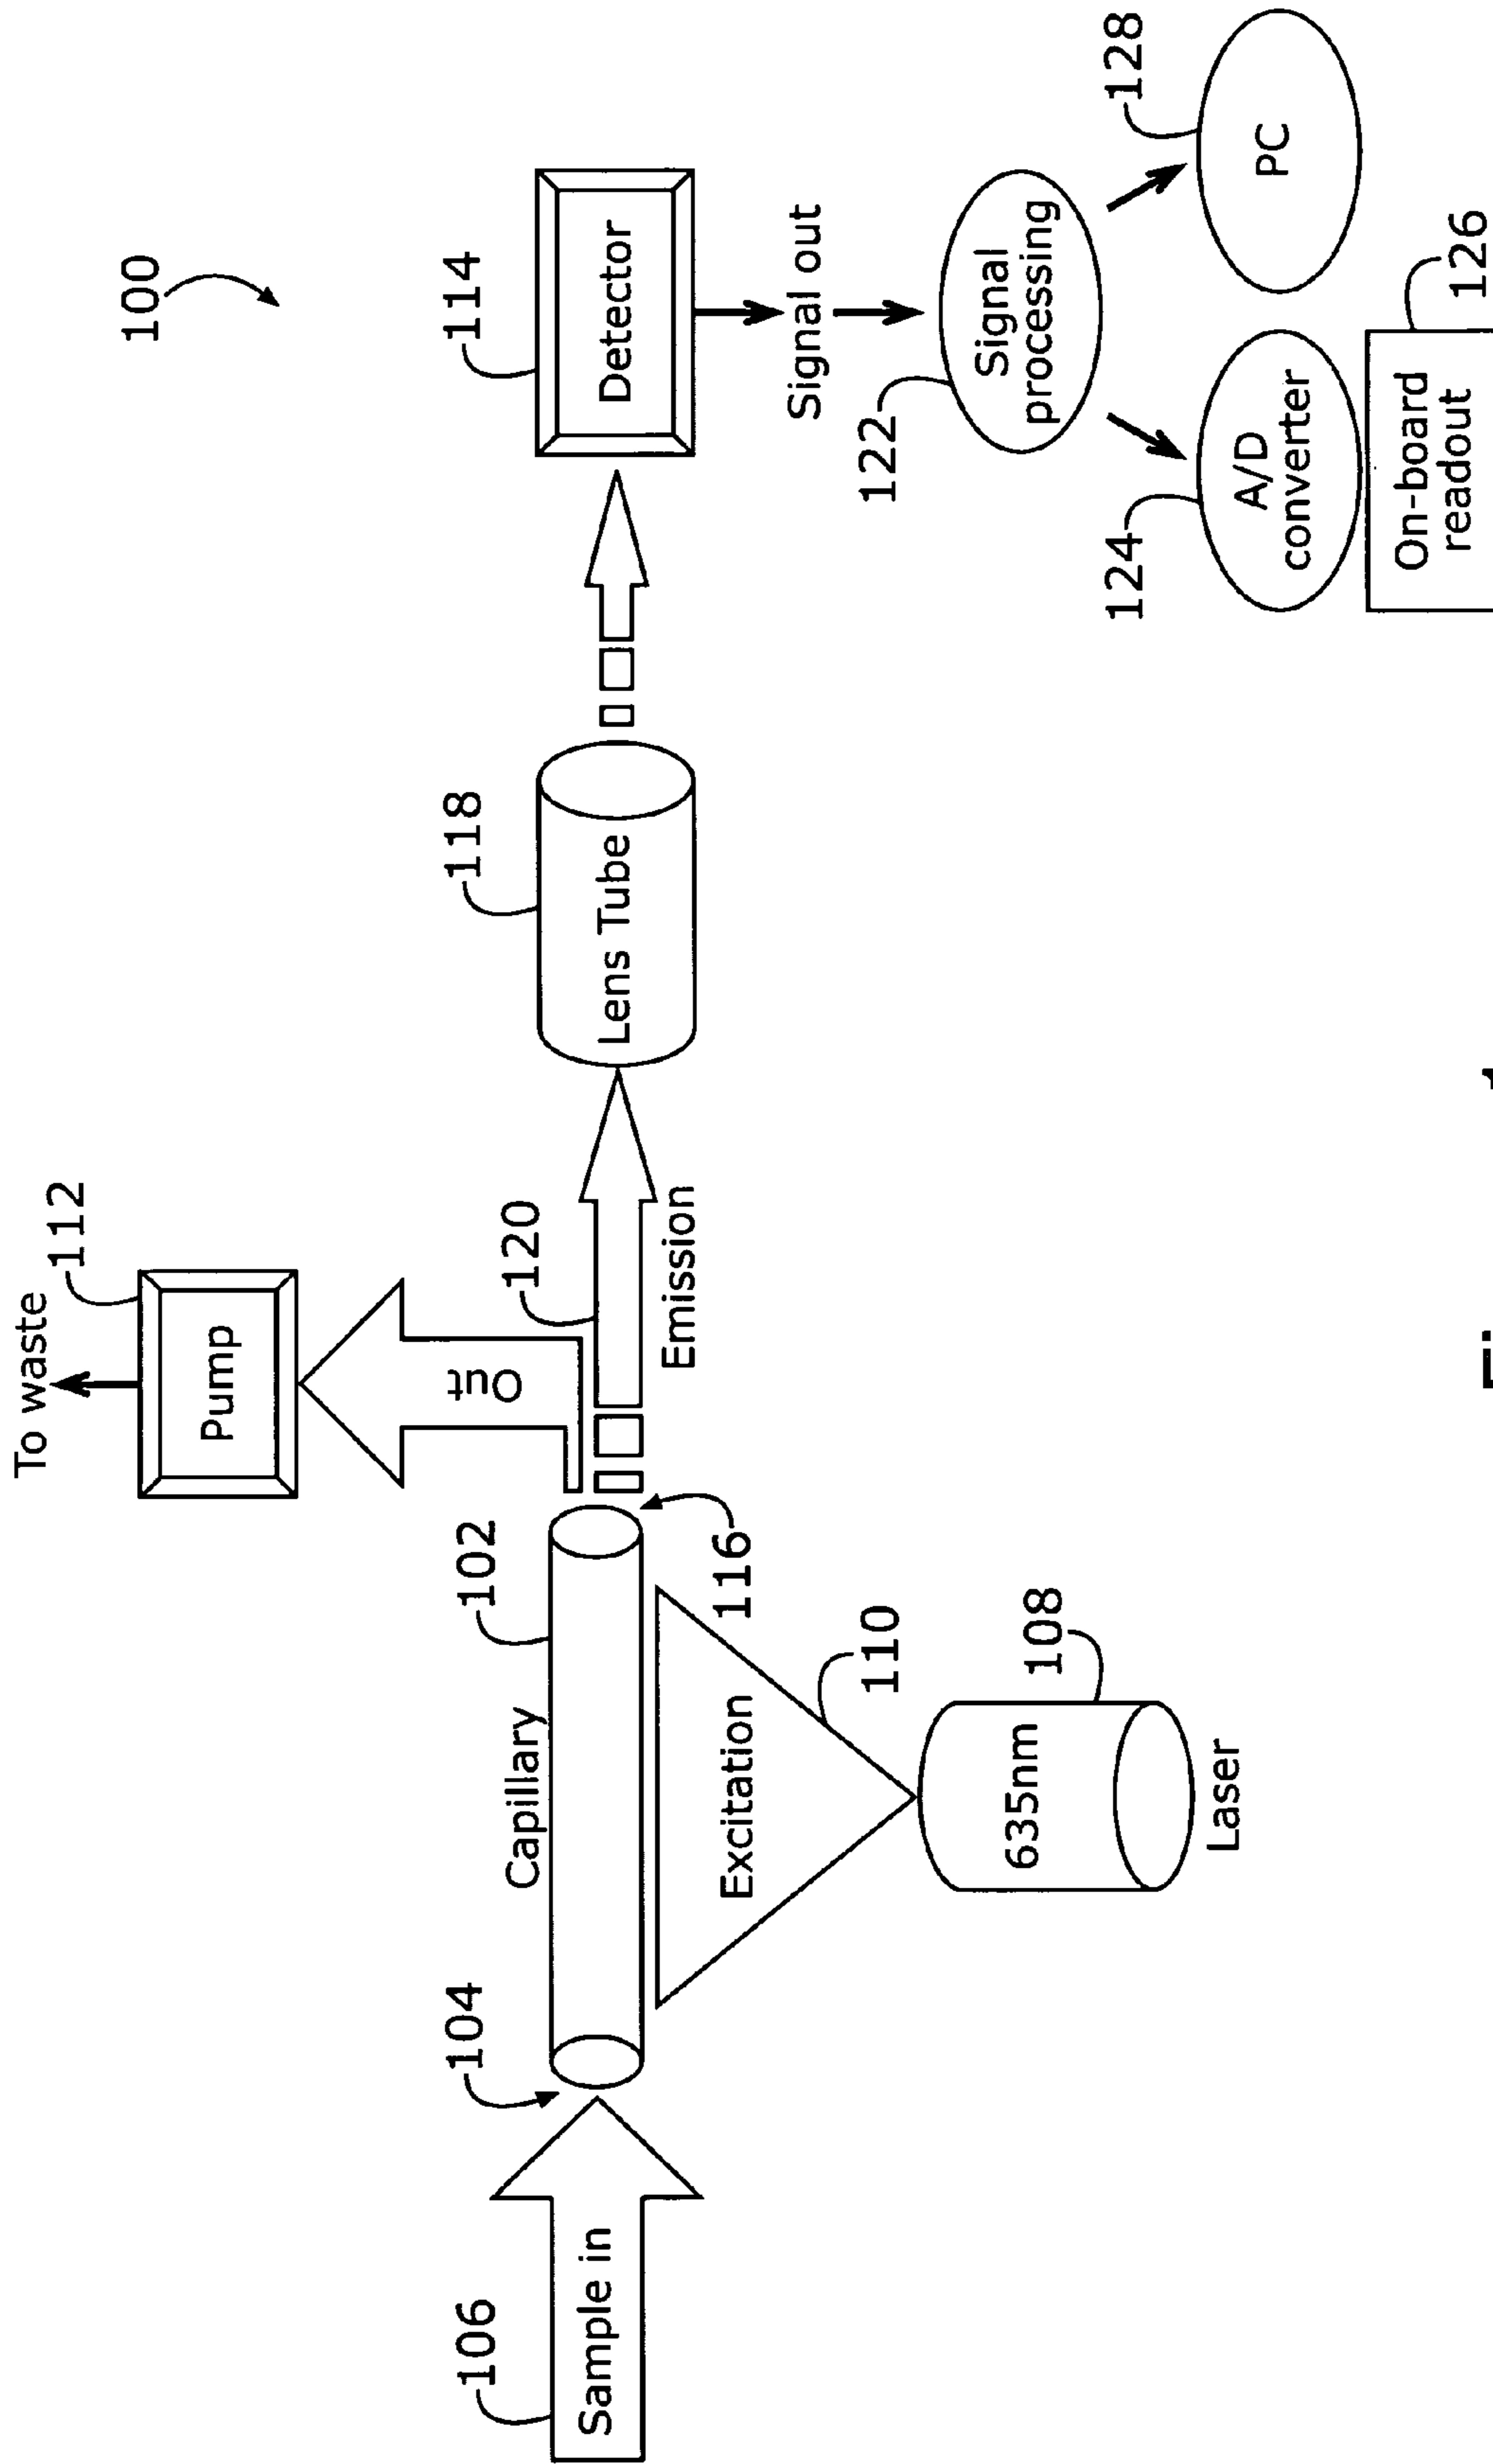 100
To waste
112
Pump
Out
106
Sample in
104
Capillary
102
116
Excitation
110
635nm
108
Laser
120
Emission
118
Lens Tube
114
Detector
Signal out
122
Signal
processing
124
A/D
converter
On-board
readout
126
128
PC